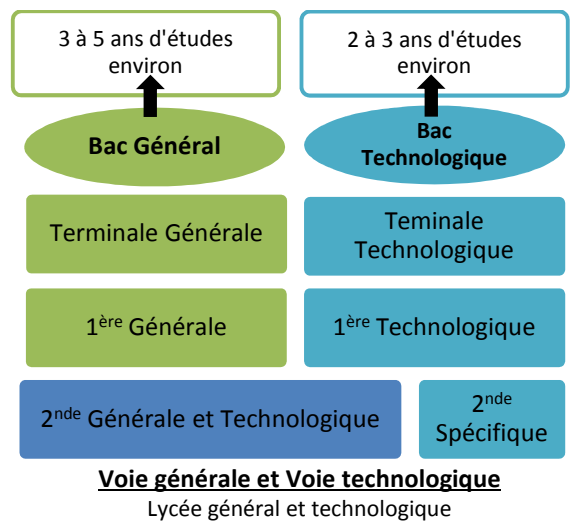 3 à 5 ans d'études
environ
2 à 3 ans d'études
environ
Bac Général
Bac
Technologique
Terminale Générale
Teminale
Technologique
1ère Générale
1ère Technologique
2nde Générale et Technologique
2nde
Spécifique
Voie générale et Voie technologique
Lycée général et technologique